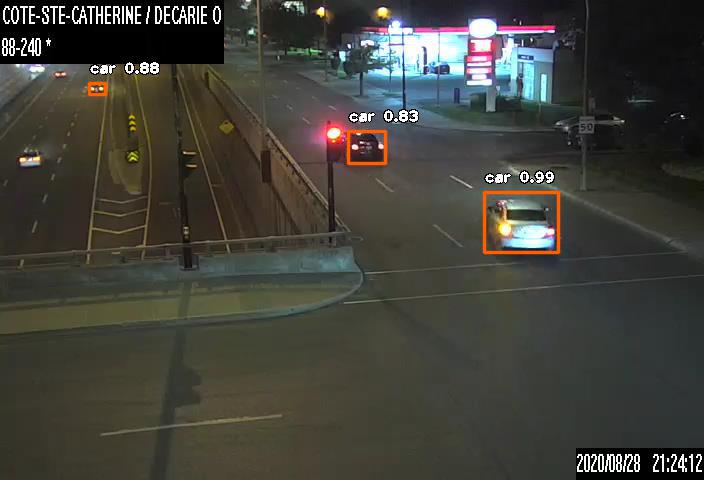 COTE-STE-CATHERINE / DECARIE O
88-240 *
car 0.88
car 0.83
car 0.99
50
2020/08/28 21:24:12